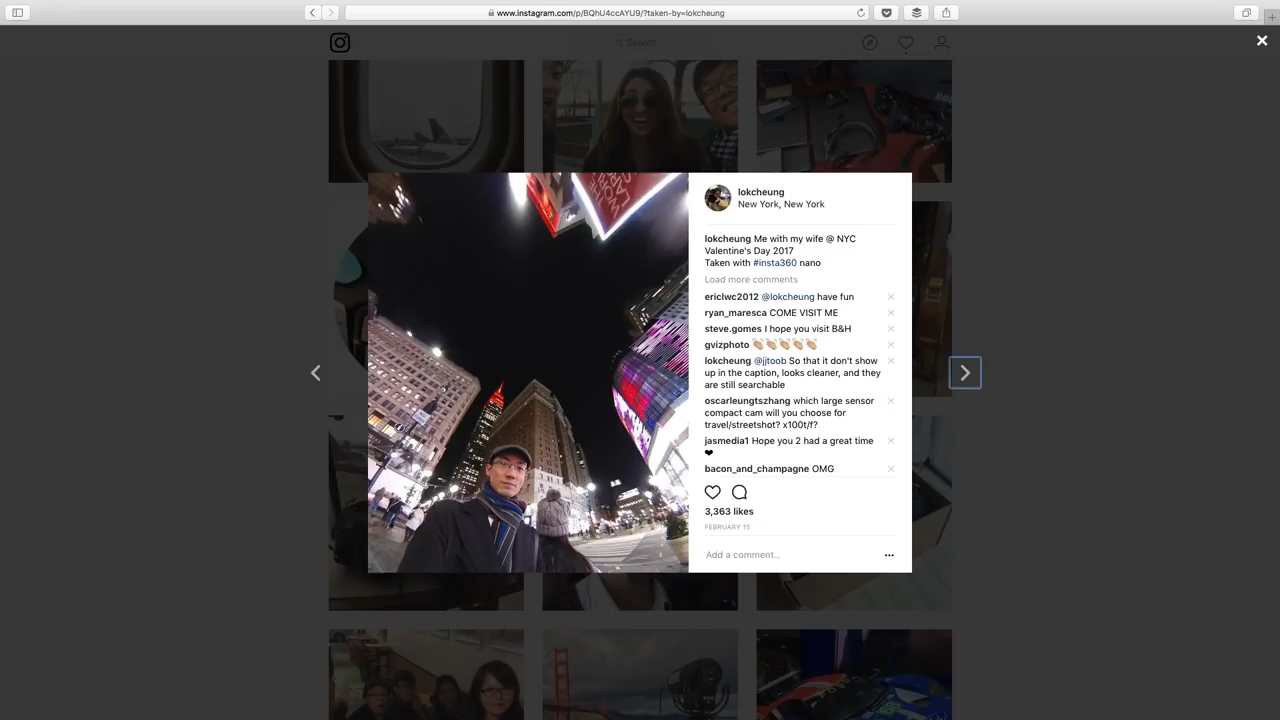 www.instagram.com/p/BQhU4ccAYU9/?taken-by=lokcheung
Search
lokcheung
New York, New York
lokcheung Me with my wife @ NYC
Valentine's Day 2017
Taken with #insta360 nano
Load more comments
ericlwc2012 @lokcheung have fun
ryan_maresca COME VISIT ME
steve.gomes I hope you visit B&H
gvizphoto 👏🏼👏🏼👏🏼👏🏼👏🏼
lokcheung @jjtoob So that it don't show
up in the caption, looks cleaner, and they
are still searchable
oscarleungtszhang which large sensor
compact cam will you choose for
travel/streetshot? x100t/f?
jasmedia1 Hope you 2 had a great time
❤
bacon_and_champagne OMG
3,363 likes
FEBRUARY 15
Add a comment...